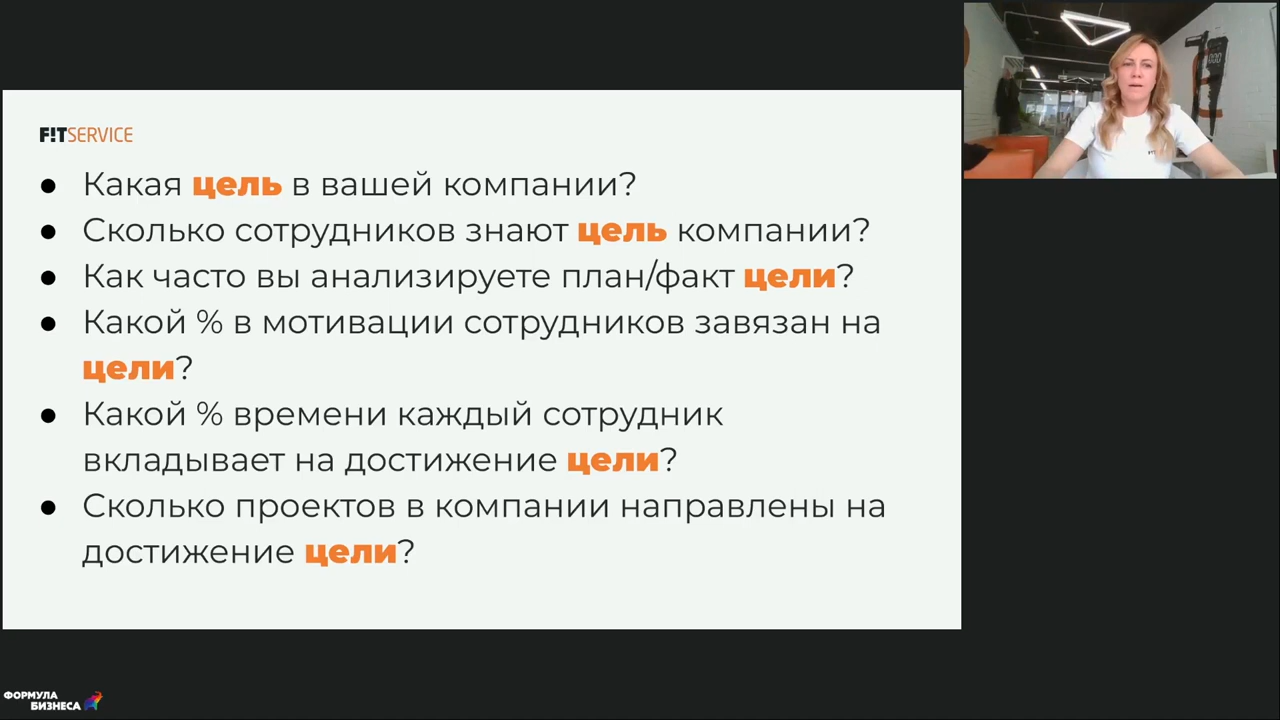 F!TSERVICE
● Какая цель в вашей компании?
● Сколько сотрудников знают цель компании?
● Как часто вы анализируете план/факт цели?
● Какой % в мотивации сотрудников завязан на
цели?
● Какой % времени каждый сотрудник
вкладывает на достижение цели?
● Сколько проектов в компании направлены на
достижение цели?
ФОРМУЛА
БИЗНЕСА